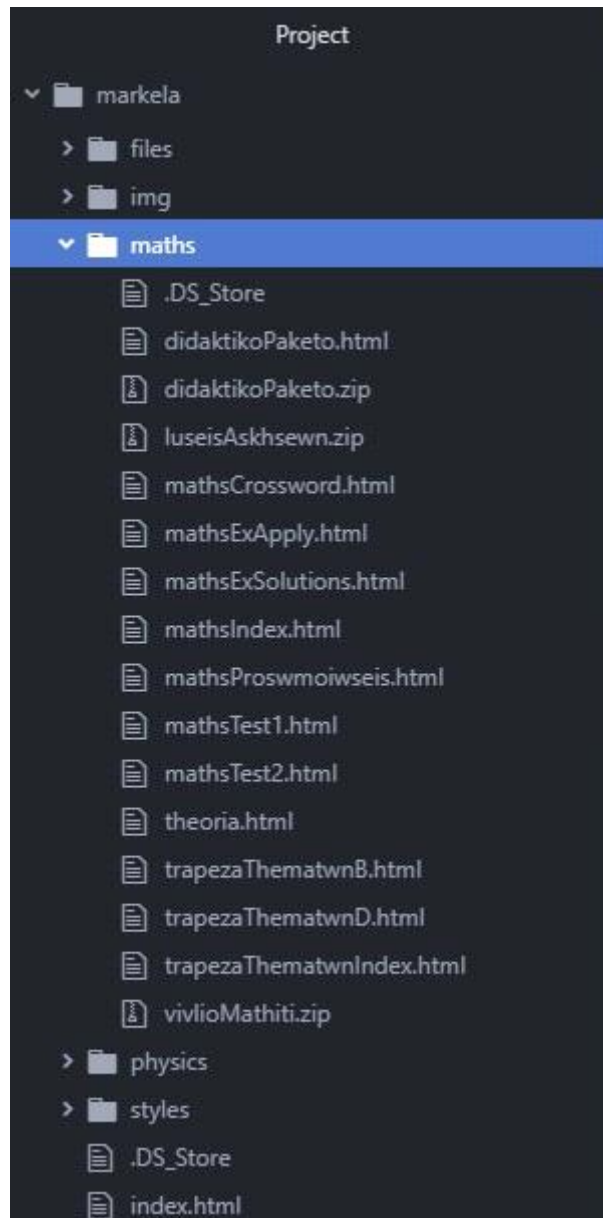 Project
markela
files
img
maths
.DS_Store
didaktikoPaketo.html
didaktikoPaketo.zip
luseisAskhsewn.zip
mathsCrossword.html
mathsExApply.html
mathsExSolutions.html
mathsIndex.html
mathsProswmoiwseis.html
mathsTest1.html
mathsTest2.html
theoria.html
trapezaThematwnB.html
trapezaThematwnD.html
trapezaThematwnIndex.html
vivlioMathiti.zip
physics
styles
.DS_Store
index.html